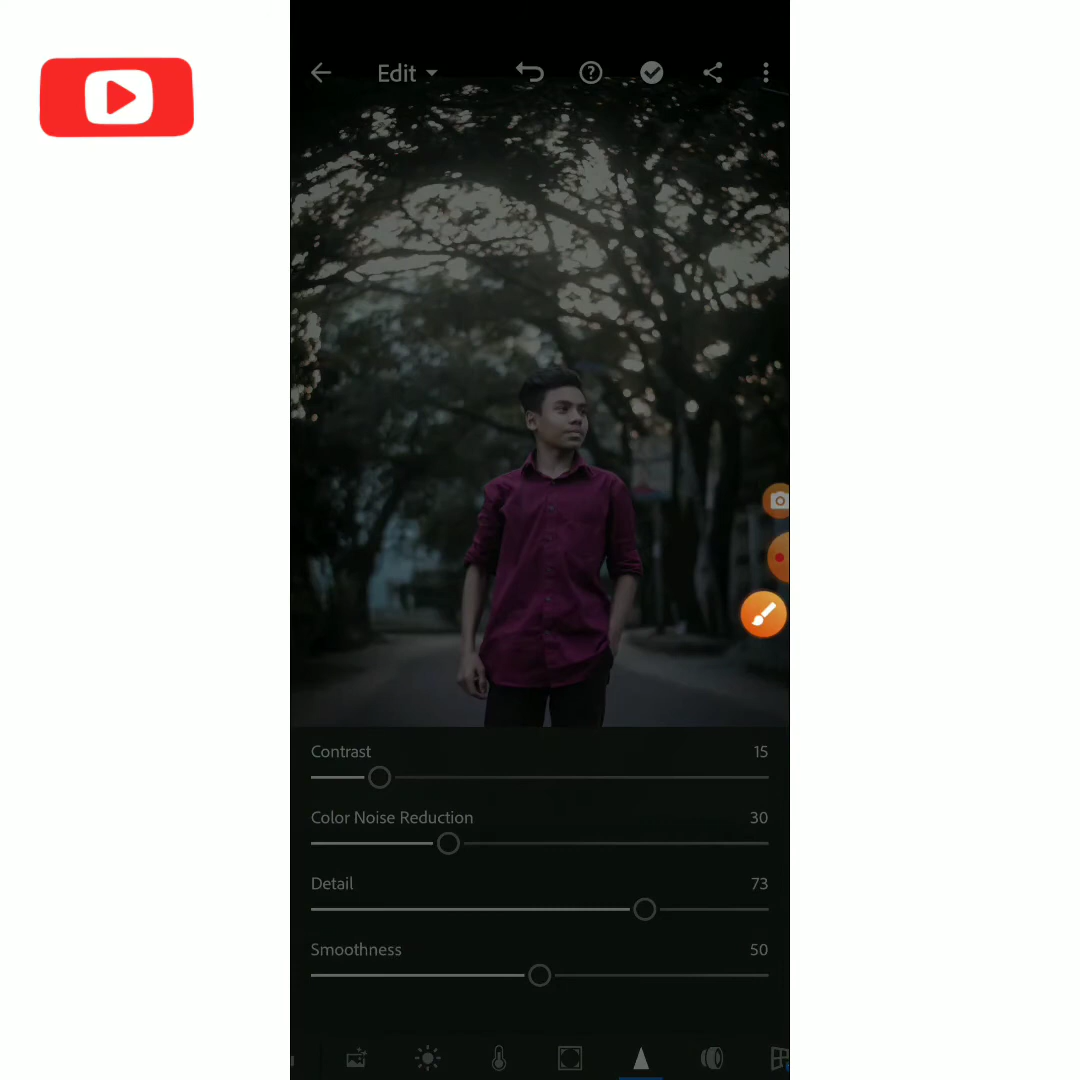 Edit
Contrast 15
Color Noise Reduction 30
Detail 73
Smoothness 50